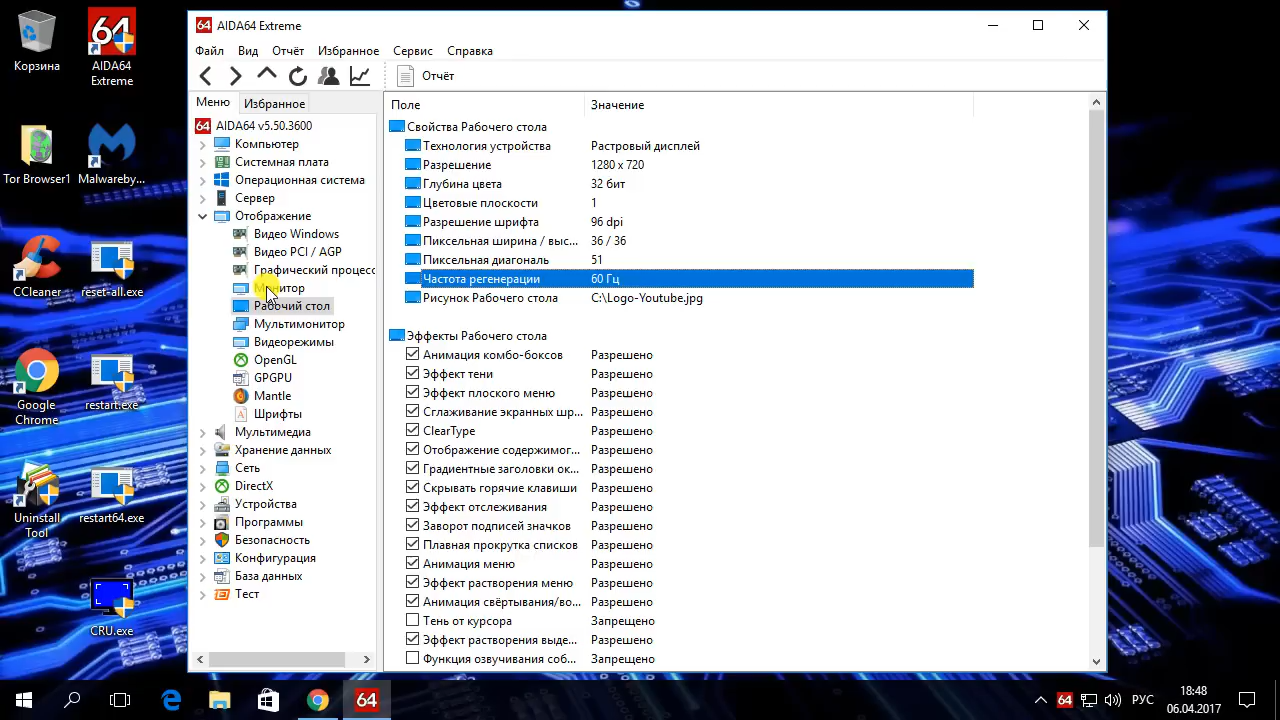 Корзина
AIDA64 Extreme
Tor Browser1
Malwareby...
CCleaner
reset-all.exe
Google Chrome
restart.exe
Uninstall Tool
restart64.exe
CRU.exe
64 AIDA64 Extreme
Файл Вид Отчёт Избранное Сервис Справка
Отчёт
Меню Избранное
64 AIDA64 v5.50.3600
Компьютер
Системная плата
Операционная система
Сервер
Отображение
Видео Windows
Видео PCI / AGP
Графический процесс
Монитор
Рабочий стол
Мультимонитор
Видеорежимы
OpenGL
GPGPU
Mantle
Шрифты
Мультимедиа
Хранение данных
Сеть
DirectX
Устройства
Программы
Безопасность
Конфигурация
База данных
Тест
Поле Значение
Свойства Рабочего стола
Технология устройства Растровый дисплей
Разрешение 1280 x 720
Глубина цвета 32 бит
Цветовые плоскости 1
Разрешение шрифта 96 dpi
Пиксельная ширина / выс... 36 / 36
Пиксельная диагональ 51
Частота регенерации 60 Гц
Рисунок Рабочего стола C:\Logo-Youtube.jpg
Эффекты Рабочего стола
Анимация комбо-боксов Разрешено
Эффект тени Разрешено
Эффект плоского меню Разрешено
Сглаживание экранных шр... Разрешено
ClearType Разрешено
Отображение содержимог... Разрешено
Градиентные заголовки ок... Разрешено
Скрывать горячие клавиши Разрешено
Эффект отслеживания Разрешено
Заворот подписей значков Разрешено
Плавная прокрутка списков Разрешено
Анимация меню Разрешено
Эффект растворения меню Разрешено
Анимация свёртывания/во... Разрешено
Тень от курсора Запрещено
Эффект растворения выде... Разрешено
Функция озвучивания соб... Запрещено
64
64 РУС
18:48
06.04.2017